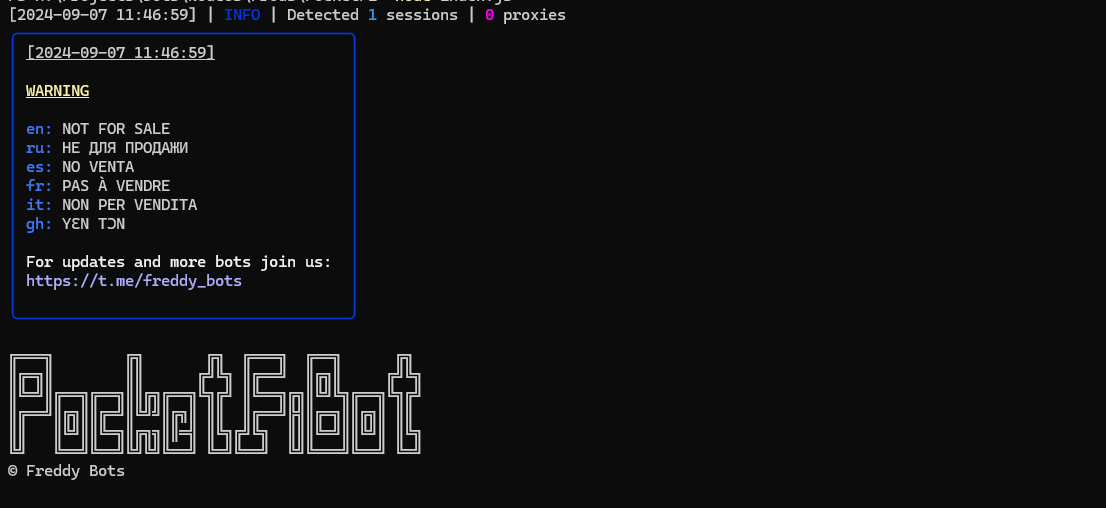 [2024-09-07 11:46:59] | INFO | Detected 1 sessions | 0 proxies
[2024-09-07 11:46:59]
WARNING
en: NOT FOR SALE
ru: НЕ ДЛЯ ПРОДАЖИ
es: NO VENTA
fr: PAS À VENDRE
it: NON PER VENDITA
gh: YƐN TƆN
For updates and more bots join us:
https://t.me/freddy_bots
PocketFibot
© Freddy Bots